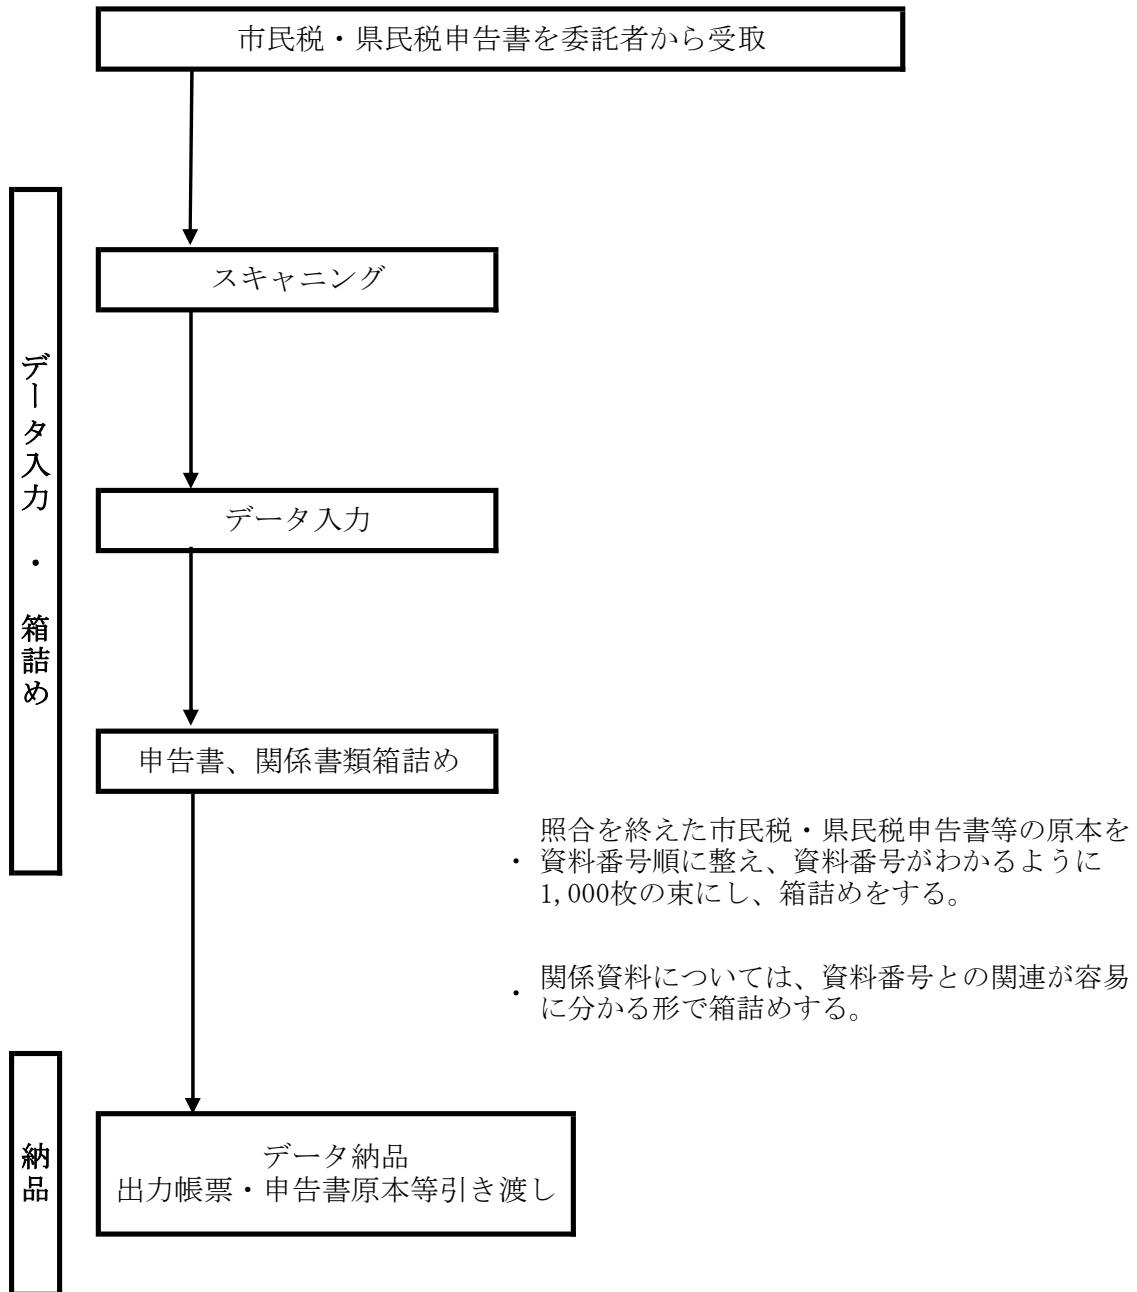 市民税・県民税申告書を委託者から受取
データ入力 ・ 箱詰め
スキャニング
データ入力
申告書、関係書類箱詰め
・ 照合を終えた市民税・県民税申告書等の原本を
資料番号順に整え、資料番号がわかるように
1,000枚の束にし、箱詰めをする。
・ 関係資料については、資料番号との関連が容易
に分かる形で箱詰めする。
納品
データ納品
出力帳票・申告書原本等引き渡し